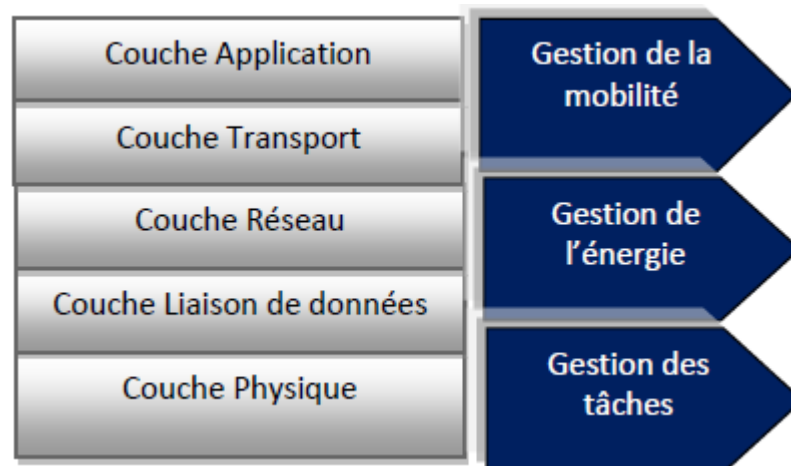 Couche Application
Couche Transport
Couche Réseau
Couche Liaison de données
Couche Physique
Gestion de la
mobilité
Gestion de
l'énergie
Gestion des
tâches